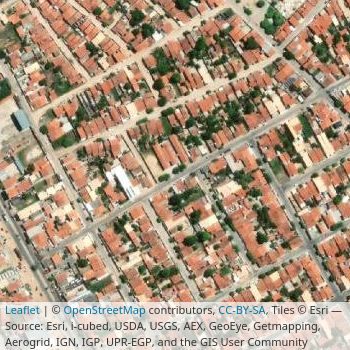 Leaflet | © OpenStreetMap contributors, CC-BY-SA, Tiles © Esri —
Source: Esri, i-cubed, USDA, USGS, AEX, GeoEye, Getmapping,
Aerogrid, IGN, IGP, UPR-EGP, and the GIS User Community